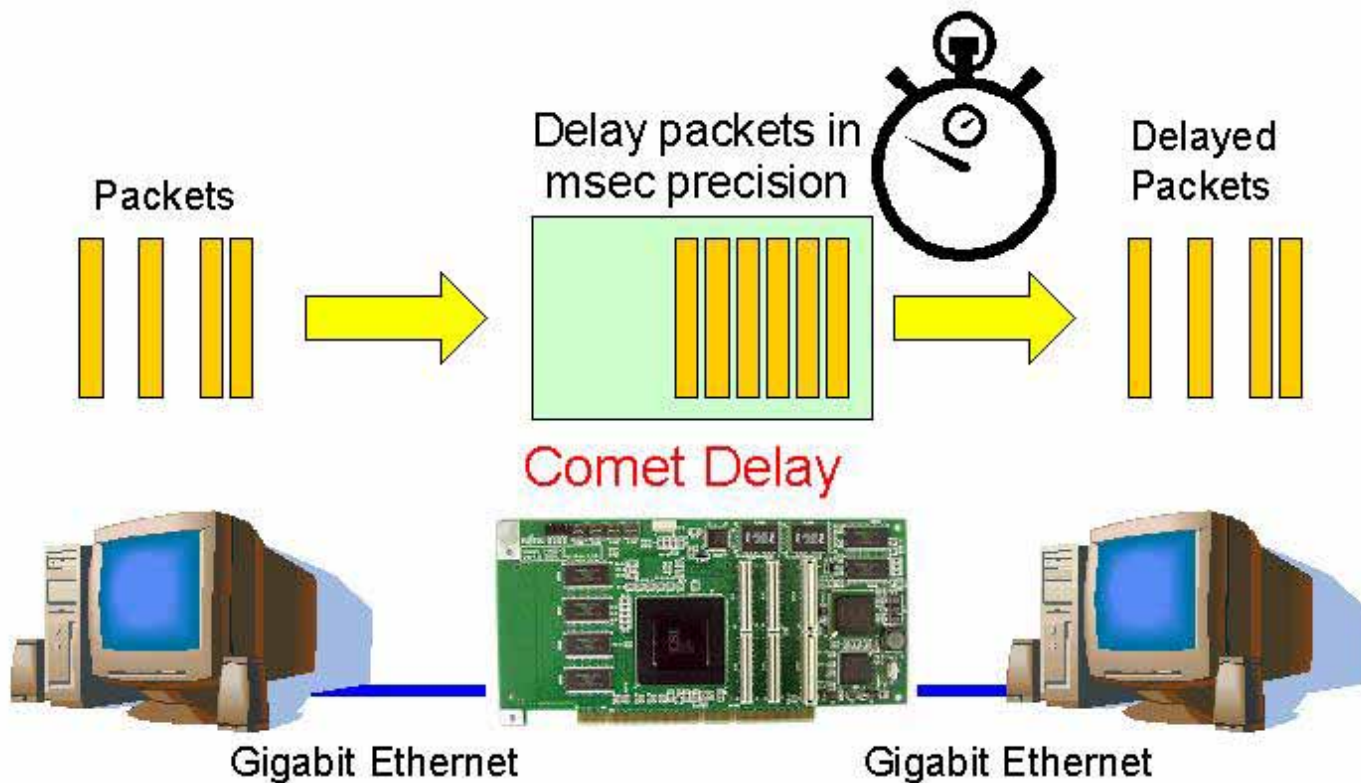 Delay packets in
msec precision
Packets
Delayed
Packets
Comet Delay
Gigabit Ethernet
Gigabit Ethernet